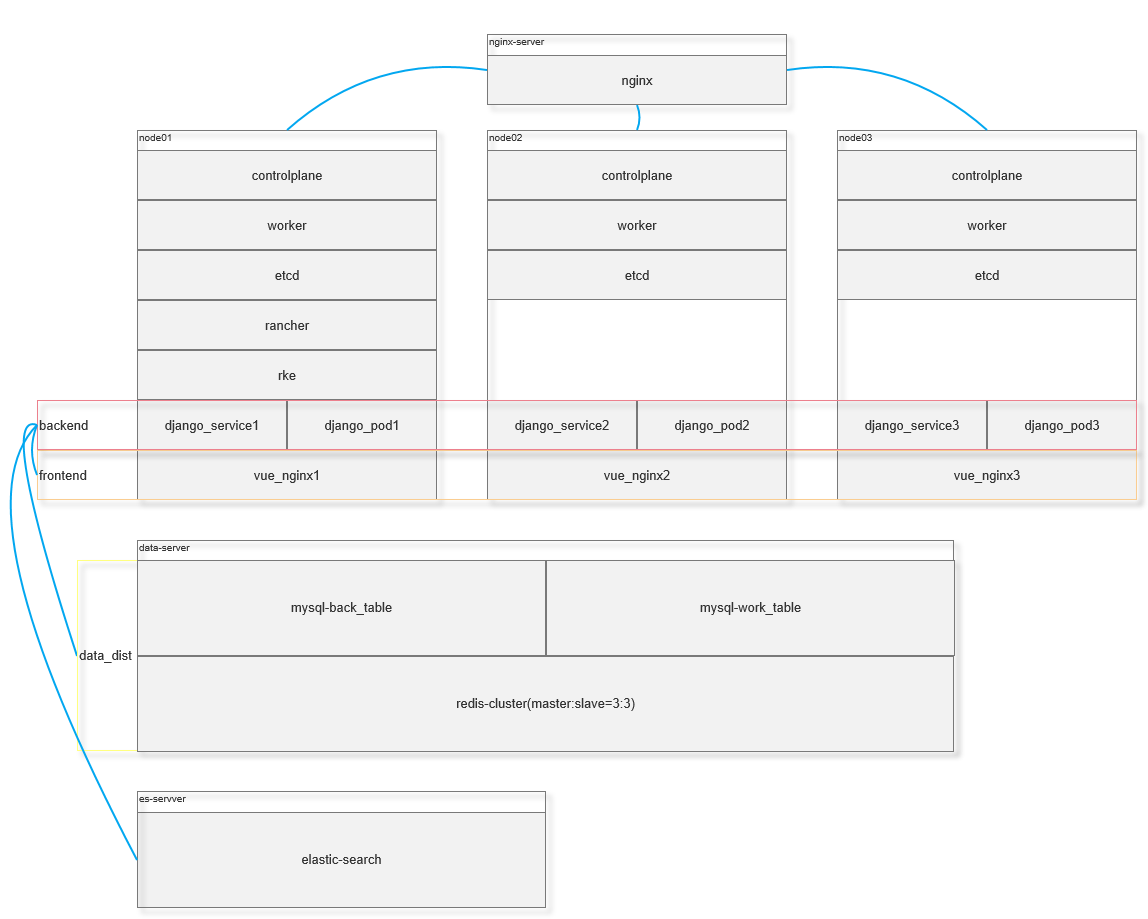 nginx-server
nginx
node01
node02
node03
controlplane
controlplane
controlplane
worker
worker
worker
etcd
etcd
etcd
rancher
rke
backend
django_service1
django_pod1
django_service2
django_pod2
django_service3
django_pod3
frontend
vue_nginx1
vue_nginx2
vue_nginx3
data-server
mysql-back_table
mysql-work_table
data_dist
redis-cluster(master:slave=3:3)
es-servver
elastic-search